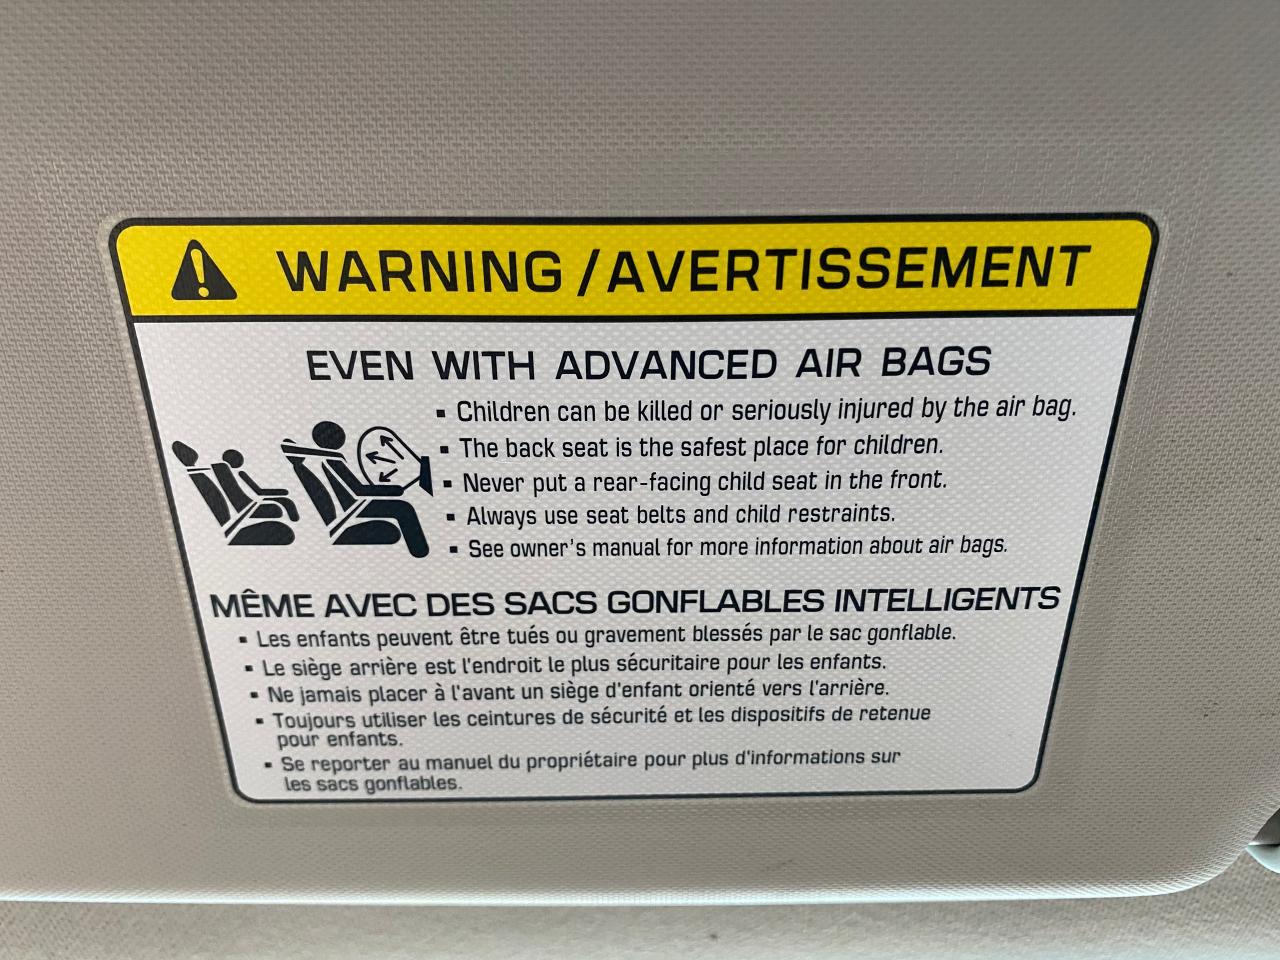 WARNING / AVERTISSEMENT
EVEN WITH ADVANCED AIR BAGS
▪ Children can be killed or seriously injured by the air bag.
▪ The back seat is the safest place for children.
▪ Never put a rear-facing child seat in the front.
▪ Always use seat belts and child restraints.
▪ See owner's manual for more information about air bags.
MÊME AVEC DES SACS GONFLABLES INTELLIGENTS
▪ Les enfants peuvent être tués ou gravement blessés par le sac gonflable.
▪ Le siège arrière est l'endroit le plus sécuritaire pour les enfants.
▪ Ne jamais placer à l'avant un siège d'enfant orienté vers l'arrière.
▪ Toujours utiliser les ceintures de sécurité et les dispositifs de retenue
pour enfants.
▪ Se reporter au manuel du propriétaire pour plus d'informations sur
les sacs gonflables.